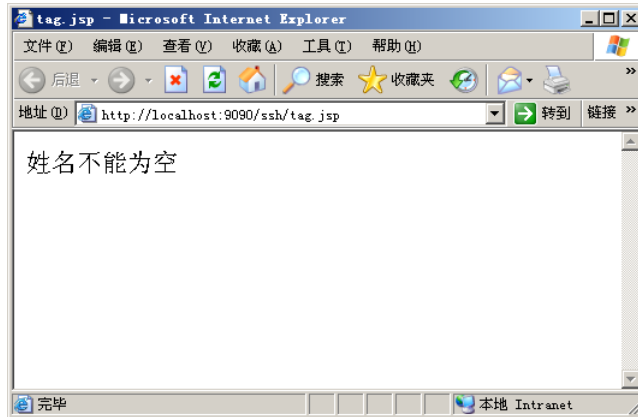 tag.jsp - Microsoft Internet Explorer
文件(F) 编辑(E) 查看(V) 收藏(A) 工具(T) 帮助(H)
后退 搜索 收藏夹 »
地址(D) http://localhost:9090/ssh/tag.jsp 转到 链接 »
姓名不能为空
完毕 本地 Intranet